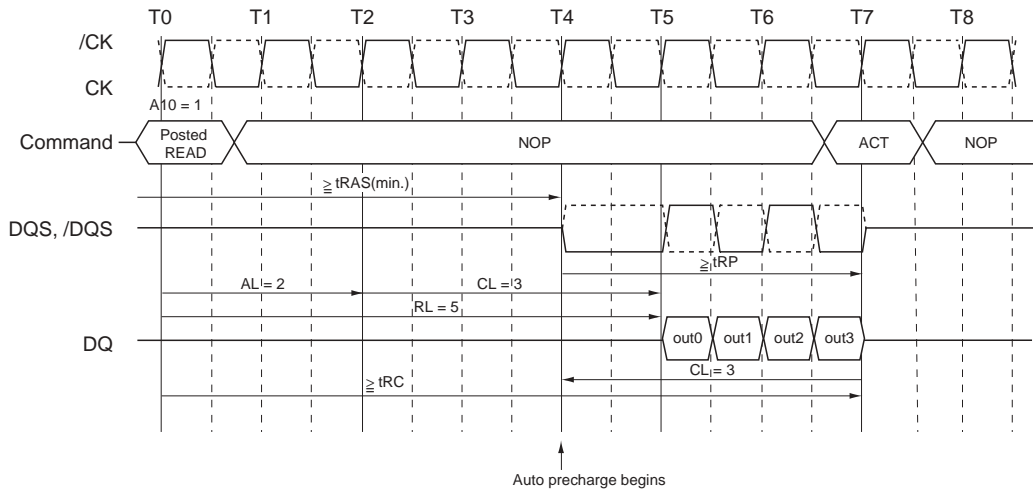 T0 T1 T2 T3 T4 T5 T6 T7 T8
/CK
CK
A10 = 1
Command
Posted
READ
NOP
ACT
NOP
≧ tRAS(min.)
DQS, /DQS
≧ tRP
AL = 2
CL = 3
RL = 5
DQ
out0 out1 out2 out3
CL = 3
≧ tRC
Auto precharge begins